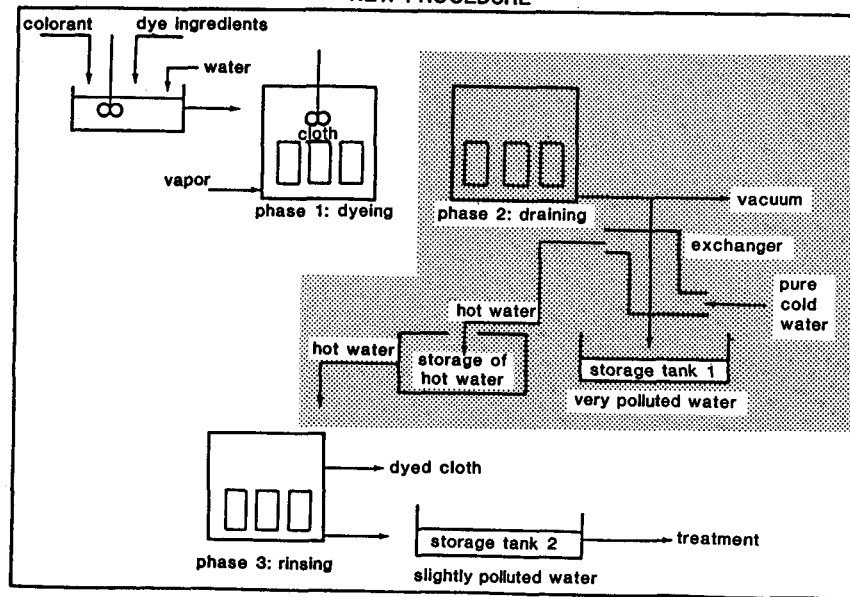 NEW PROCEDURE
colorant
dye ingredients
water
cloth
vapor
phase 1: dyeing
phase 2: draining
vacuum
exchanger
pure
cold
water
hot water
hot water
storage of
hot water
storage tank 1
very polluted water
dyed cloth
phase 3: rinsing
storage tank 2
treatment
slightly polluted water